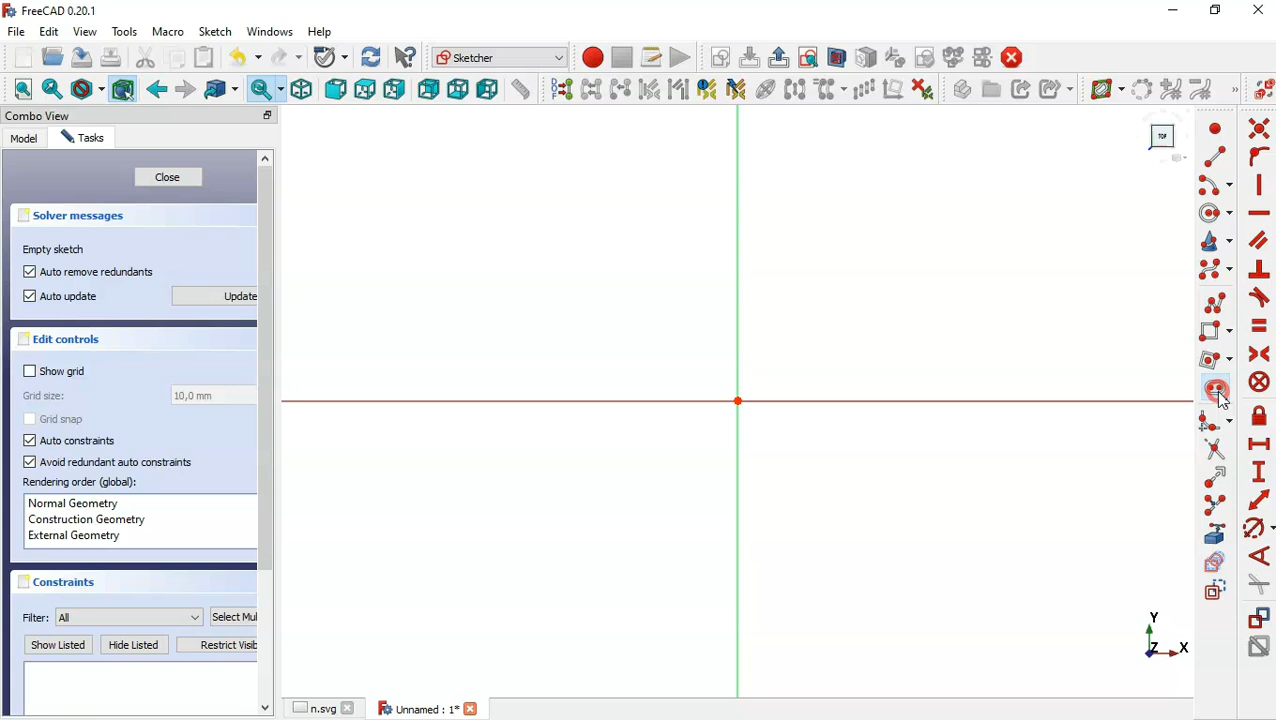 FreeCAD 0.20.1
File Edit View Tools Macro Sketch Windows Help
Sketcher
Combo View
Model Tasks
Close
Solver messages
Empty sketch
Auto remove redundants
Auto update Update
Edit controls
Show grid
Grid size: 10,0 mm
Grid snap
Auto constraints
Avoid redundant auto constraints
Rendering order (global):
Normal Geometry
Construction Geometry
External Geometry
Constraints
Filter: All Select Mul
Show Listed Hide Listed Restrict Visib
TOP
Y
Z X
n.svg Unnamed : 1*